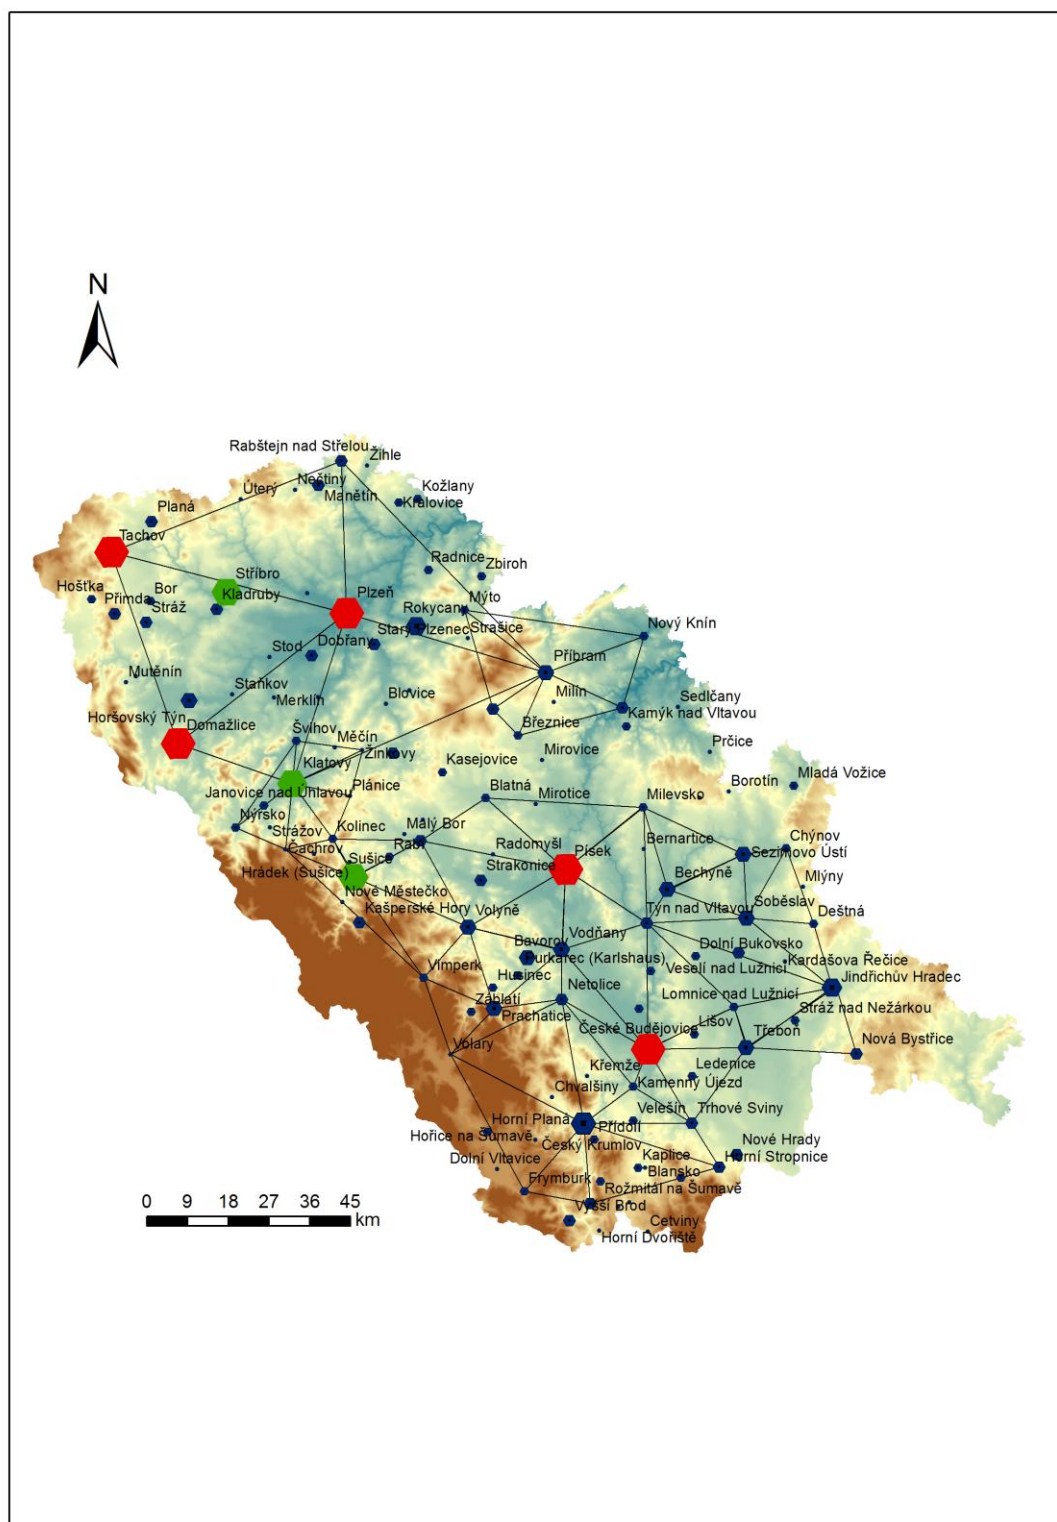 N
Rabštejn nad Střelou
Žihle
Nečtiny
Úterý
Manětín
Kožlany
Kralovice
Planá
Tachov
Radnice
Zbiroh
Stříbro
Hošťka
Bor
Kladruby
Plzeň
Mýto
Přimda
Stráž
Rokycany
Nový Knín
Starý Plzenec
Strašice
Stod
Dobřany
Příbram
Mutěnín
Staňkov
Merklín
Blovice
Milín
Sedlčany
Horšovský Týn
Domažlice
Březnice
Kamýk nad Vltavou
Švihov
Měčín
Žinkovy
Mirovice
Prčice
Klatovy
Kasejovice
Janovice nad Úhlavou
Plánice
Borotín
Mladá Vožice
Blatná
Mirotice
Milevsko
Nýrsko
Strážov
Kolinec
Malý Bor
Bernartice
Chýnov
Čachrov
Rabí
Radomyšl
Písek
Sezimovo Ústí
Sušice
Hrádek (Sušice)
Strakonice
Bechyně
Mlýny
Nové Městečko
Soběslav
Kašperské Hory
Volyně
Týn nad Vltavou
Deštná
Bavorov
Vodňany
Dolní Bukovsko
Purkarec (Karlshaus)
Kardašova Řečice
Vimperk
Husinec
Netolice
Veselí nad Lužnicí
Jindřichův Hradec
Záblatí
Lomnice nad Lužnicí
Prachatice
Stráž nad Nežárkou
České Budějovice
Lišov
Třeboň
Volary
Nová Bystřice
Křemže
Ledenice
Chvalšiny
Kamenný Újezd
Horní Planá
Přídolí
Velešín
Trhové Sviny
Hořice na Šumavě
Český Krumlov
Nové Hrady
Dolní Vltavice
Kaplice
Horní Stropnice
Blansko
Frymburk
Rožmitál na Šumavě
Vyšší Brod
Cetviny
Horní Dvořiště
0 9 18 27 36 45
km